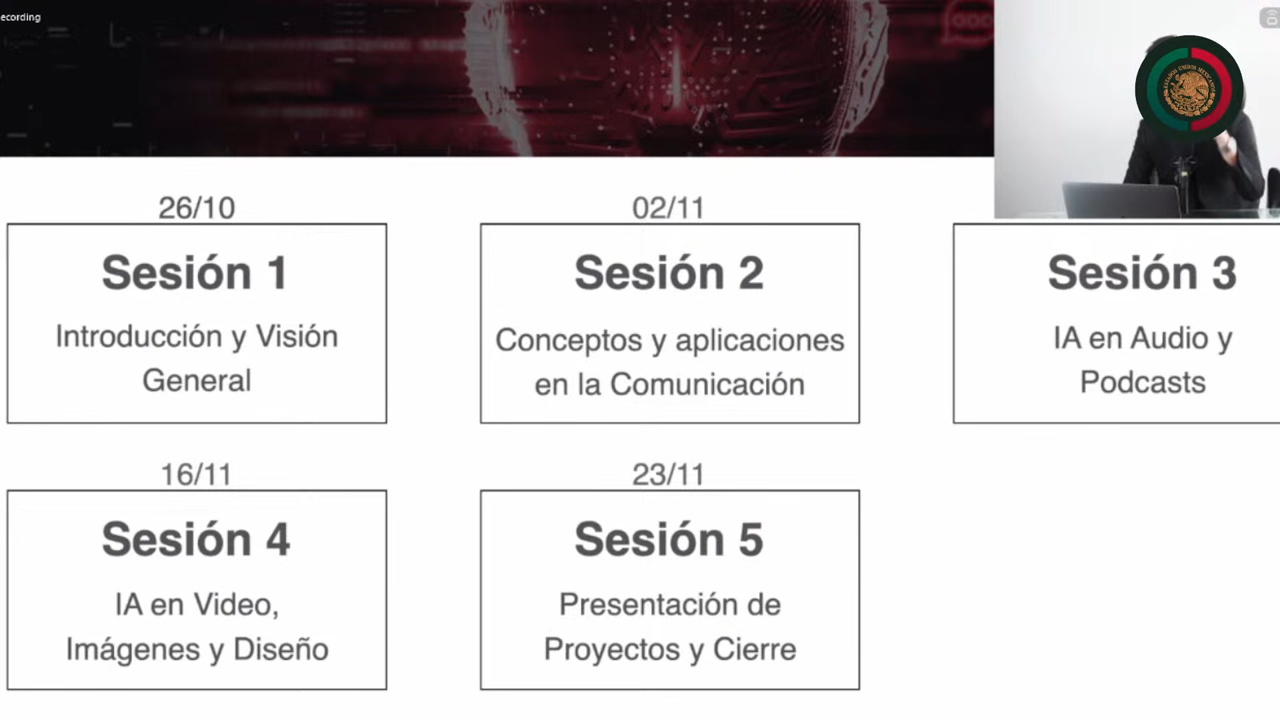 ecording
26/10
Sesión 1
Introducción y Visión
General
02/11
Sesión 2
Conceptos y aplicaciones
en la Comunicación
Sesión 3
IA en Audio y
Podcasts
16/11
Sesión 4
IA en Video,
Imágenes y Diseño
23/11
Sesión 5
Presentación de
Proyectos y Cierre